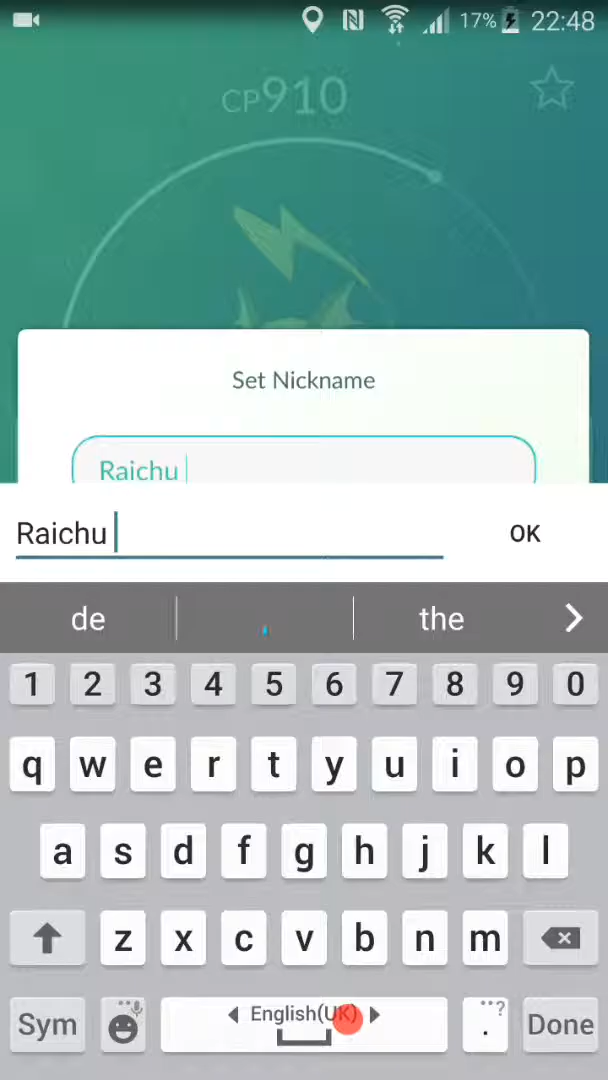 17% 22:48
CP910
Set Nickname
Raichu
Raichu OK
de , the
1 2 3 4 5 6 7 8 9 0
q w e r t y u i o p
a s d f g h j k l
z x c v b n m
Sym English(UK) . ? Done